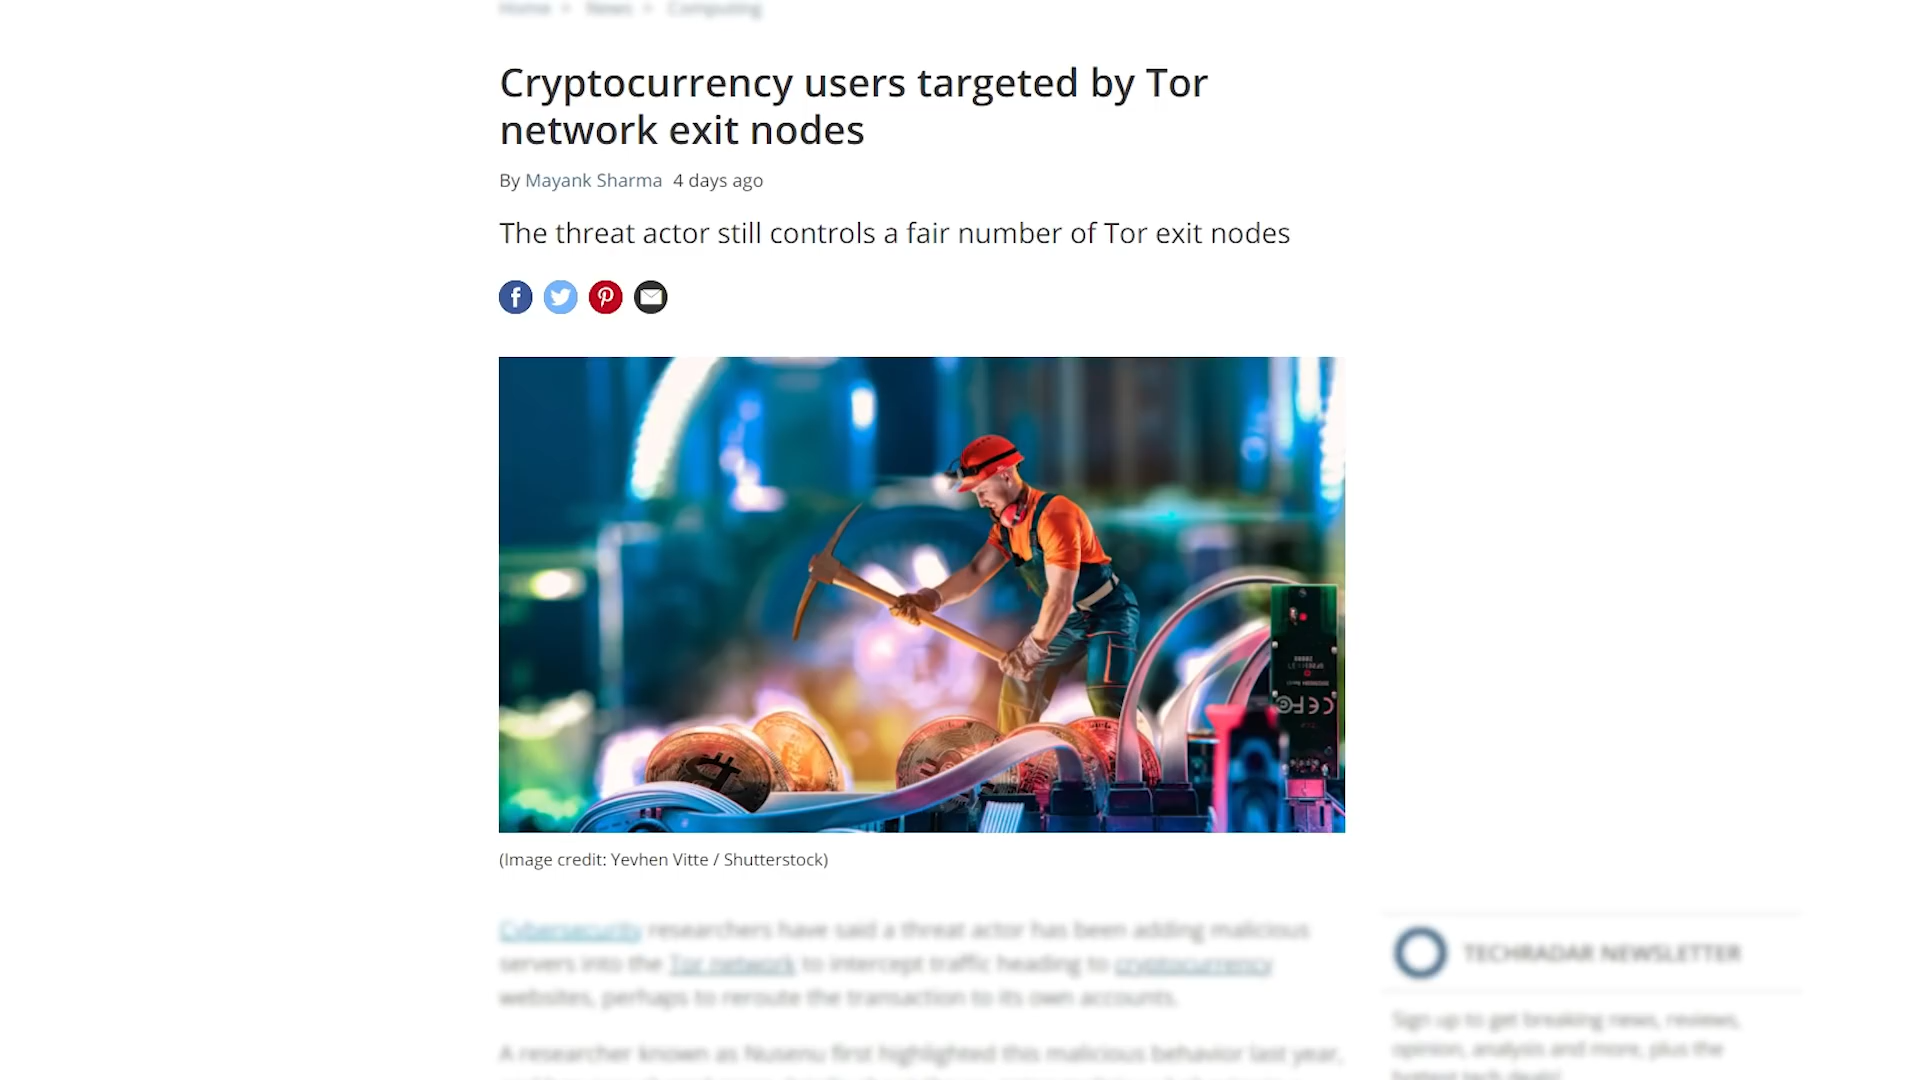 Home > News > Computing
Cryptocurrency users targeted by Tor
network exit nodes
By Mayank Sharma 4 days ago
The threat actor still controls a fair number of Tor exit nodes
(Image credit: Yevhen Vitte / Shutterstock)
Cybersecurity researchers have said a threat actor has been adding malicious
servers into the Tor network to intercept traffic heading to cryptocurrency
TECHRADAR NEWSLETTER
websites, perhaps to reroute the transaction to its own accounts.
Sign up to get breaking news, reviews,
A researcher known as Nusenu first highlighted this malicious behavior last year,
opinion, analysis and more, plus the
hottest tech deals!